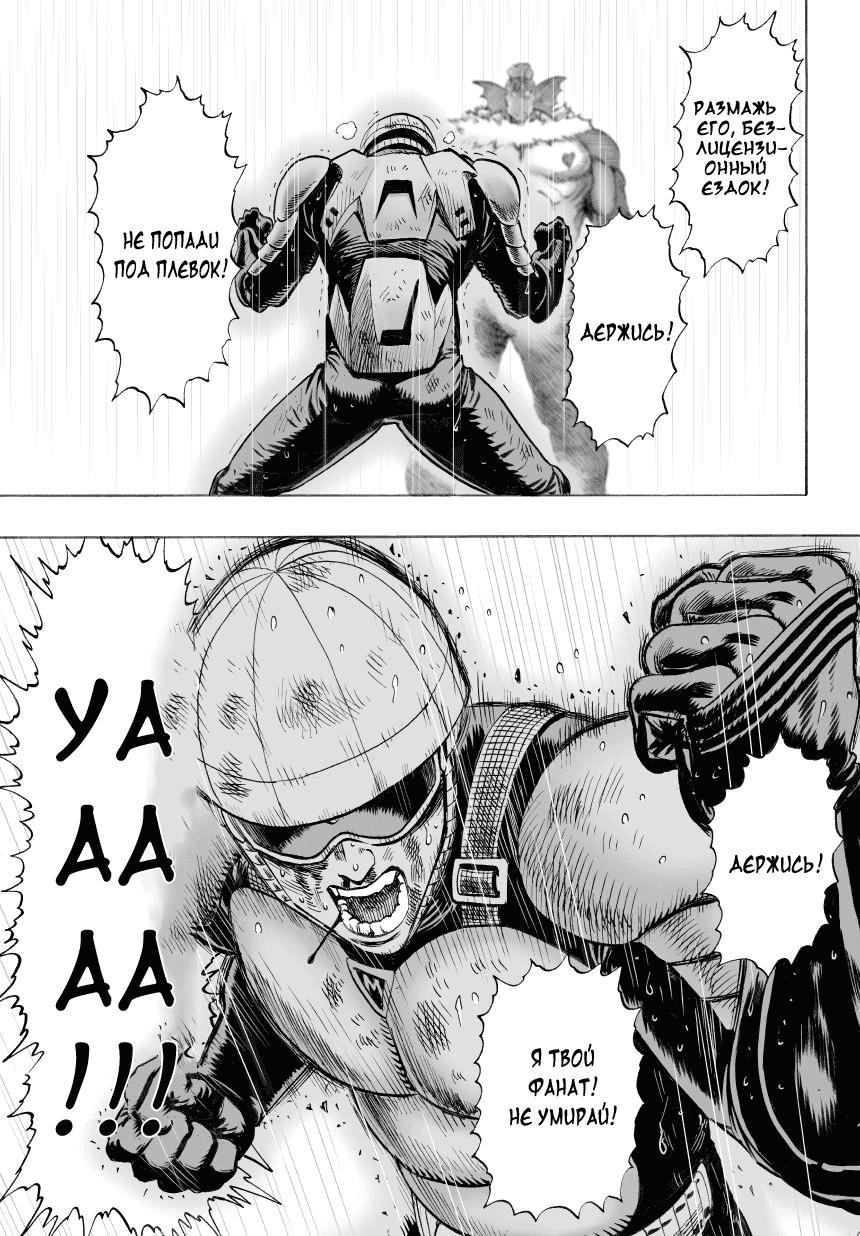 РАЗМАЖЬ
ЕГО, БЕЗ-
ЛИЦЕНЗИ-
ОННЫЙ
ЕЗДОК!
ДЕРЖИСЬ!
НЕ ПОПАДИ
ПОД ПЛЕВОК!
УА
АА
АА
!!!
ДЕРЖИСЬ!
Я ТВОЙ
ФАНАТ!
НЕ УМИРАЙ!
M